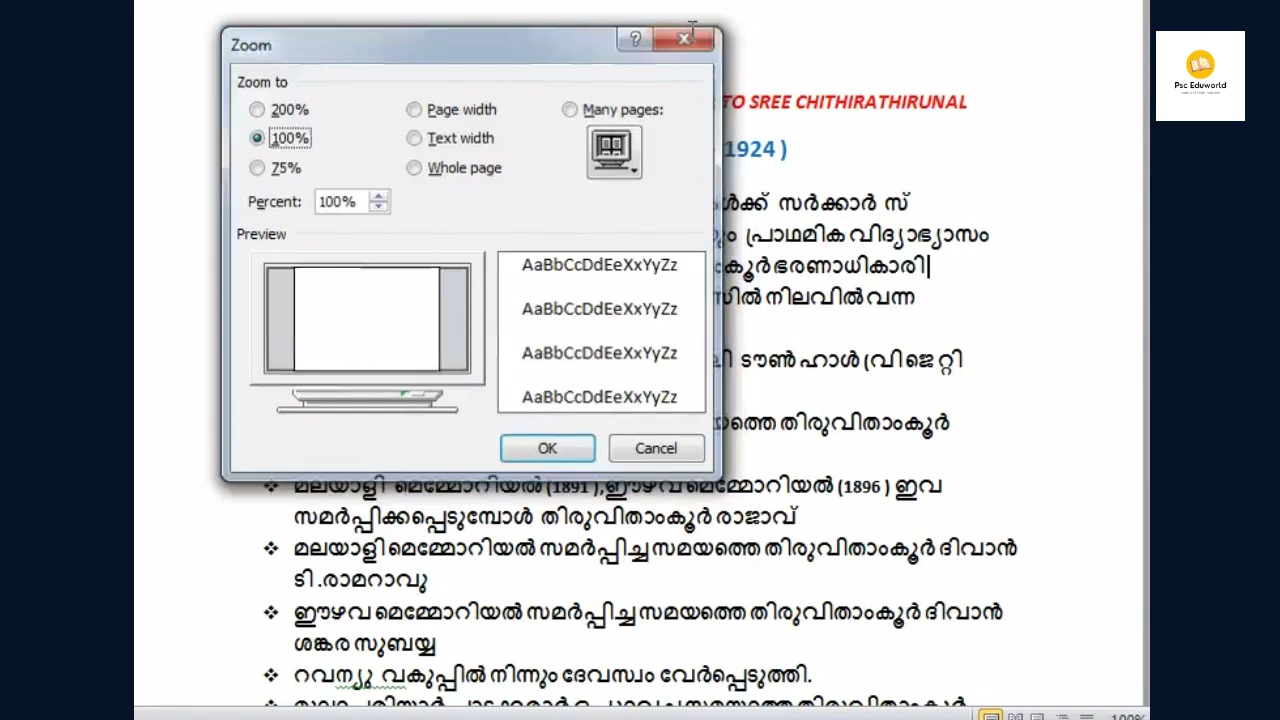 Zoom
Zoom to
200%
Page width
Many pages:
100%
Text width
75%
Whole page
Percent: 100%
Preview
AaBbCcDdEeXxYyZz
AaBbCcDdEeXxYyZz
AaBbCcDdEeXxYyZz
AaBbCcDdEeXxYyZz
OK
Cancel
Psc Eduworld
TO SREE CHITHIRATHIRUNAL
1924 )
സർക്കാർ സ്
പ്രാഥമിക വിദ്യാഭ്യാസം
ഭരണാധികാരി
നിലവിൽ വന്ന
ടൗൺ ഹാൾ (വി ജെ റ്റി
തിരുവിതാംകൂർ
❖ മലയാളി മെമ്മോറിയൽ (1891 ),ഈഴവ മെമ്മോറിയൽ (1896 ) ഇവ
സമർപ്പിക്കപ്പെടുമ്പോൾ തിരുവിതാംകൂർ രാജാവ്
❖ മലയാളി മെമ്മോറിയൽ സമർപ്പിച്ച സമയത്തെ തിരുവിതാംകൂർ ദിവാൻ
ടി .രാമറാവു
❖ ഈഴവ മെമ്മോറിയൽ സമർപ്പിച്ച സമയത്തെ തിരുവിതാംകൂർ ദിവാൻ
ശങ്കര സുബയ്യ
❖ റവന്യു വകുപ്പിൽ നിന്നും ദേവസ്വം വേർപ്പെടുത്തി.
100%